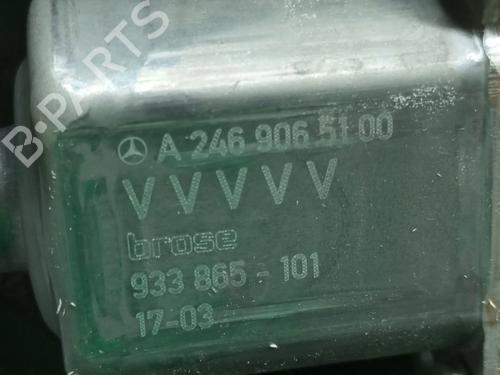 B-PARTS
A 246 906 51 00
V V V V V
brose
933 865 - 101
17-03